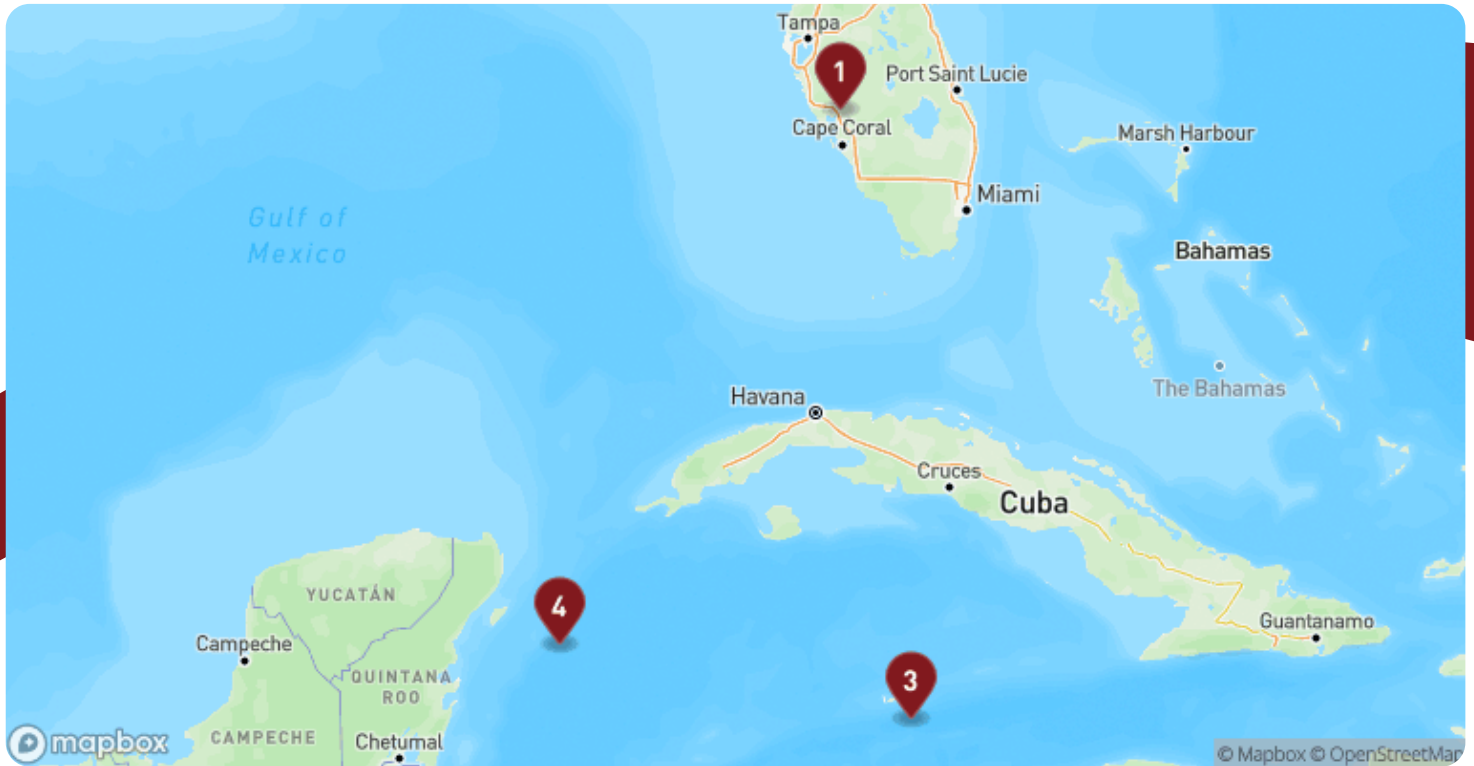 Tampa
1
Port Saint Lucie
Cape Coral
Marsh Harbour
Miami
Gulf of
Mexico
Bahamas
The Bahamas
Havana
Cruces
Cuba
YUCATÁN
4
Guantanamo
Campeche
QUINTANA
ROO
3
CAMPECHE
Chetumal
mapbox
© Mapbox © OpenStreetMap